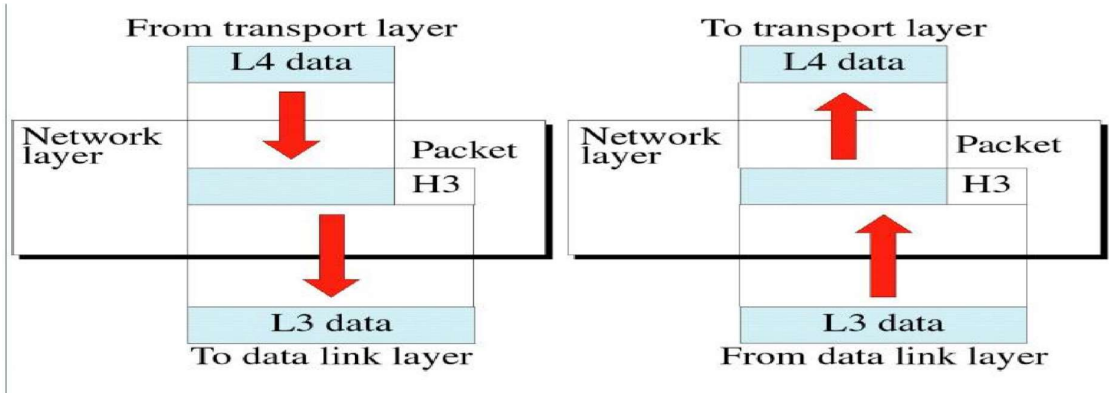 From transport layer
L4 data
Network
layer
Packet
H3
L3 data
To data link layer
To transport layer
L4 data
Network
layer
Packet
H3
L3 data
From data link layer